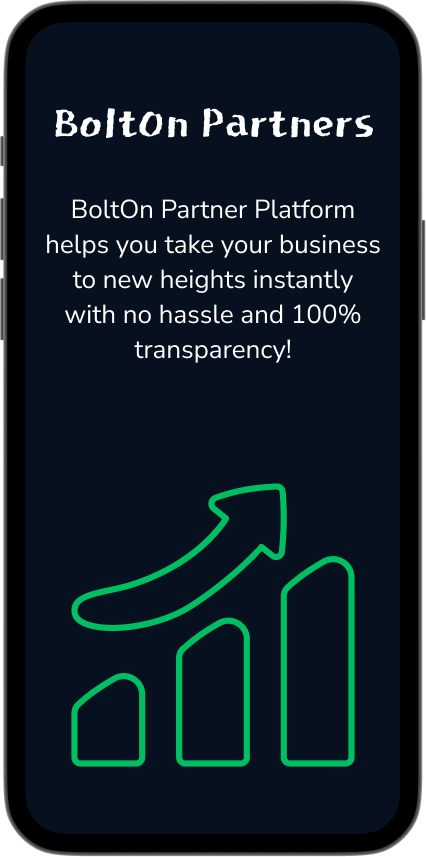 BoltOn Partners
BoltOn Partner Platform
helps you take your business
to new heights instantly
with no hassle and 100%
transparency!